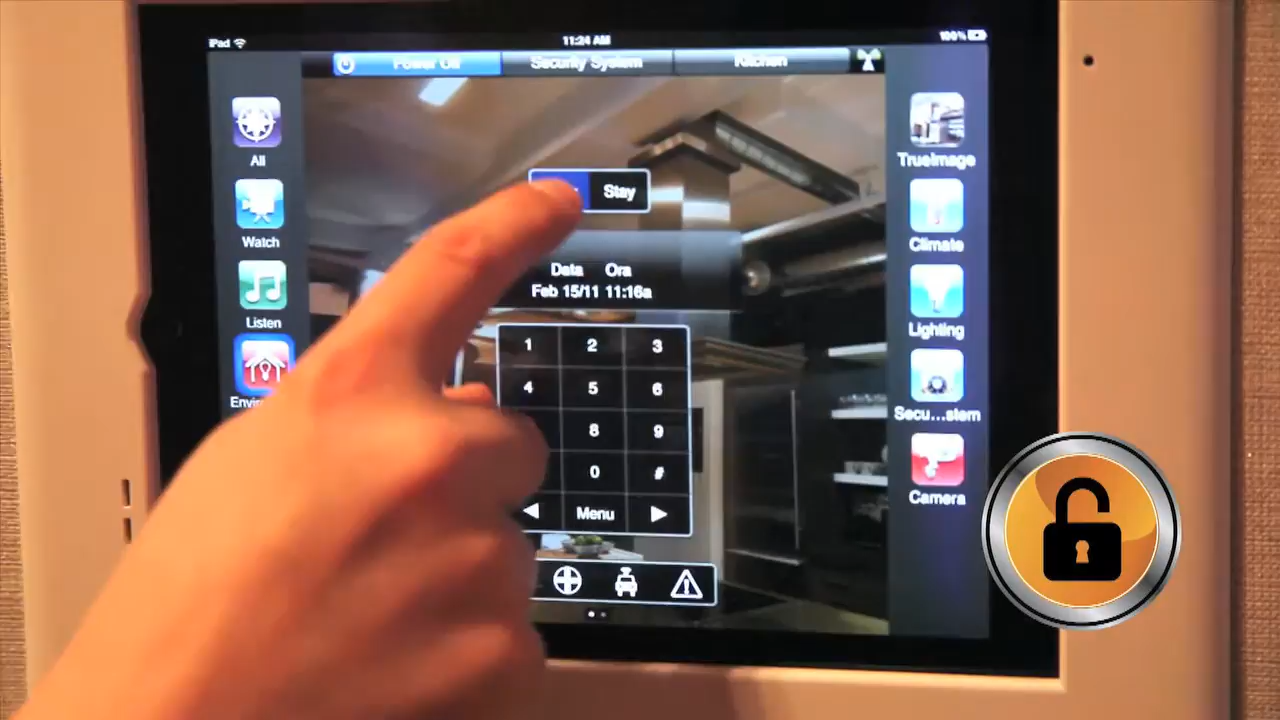 iPad
11:24 AM
100%
Power Off
Security System
Kitchen
All
Watch
Listen
Stay
Data Ora
Feb 15/11 11:16a
1 2 3
4 5 6
8 9
0 #
Menu
TrueImage
Climate
Lighting
Secu...stem
Camera